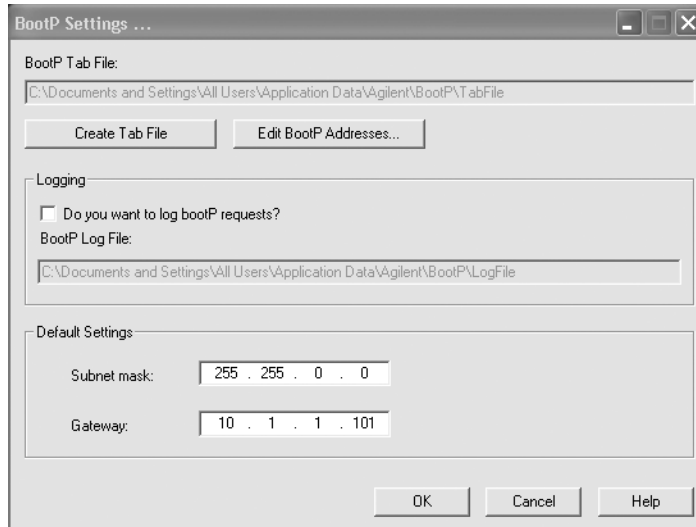 BootP Settings ...
BootP Tab File:
C:\Documents and Settings\All Users\Application Data\Agilent\BootP\TabFile
Create Tab File
Edit BootP Addresses...
Logging
Do you want to log bootP requests?
BootP Log File:
C:\Documents and Settings\All Users\Application Data\Agilent\BootP\LogFile
Default Settings
Subnet mask: 255 . 255 . 0 . 0
Gateway: 10 . 1 . 1 . 101
OK Cancel Help